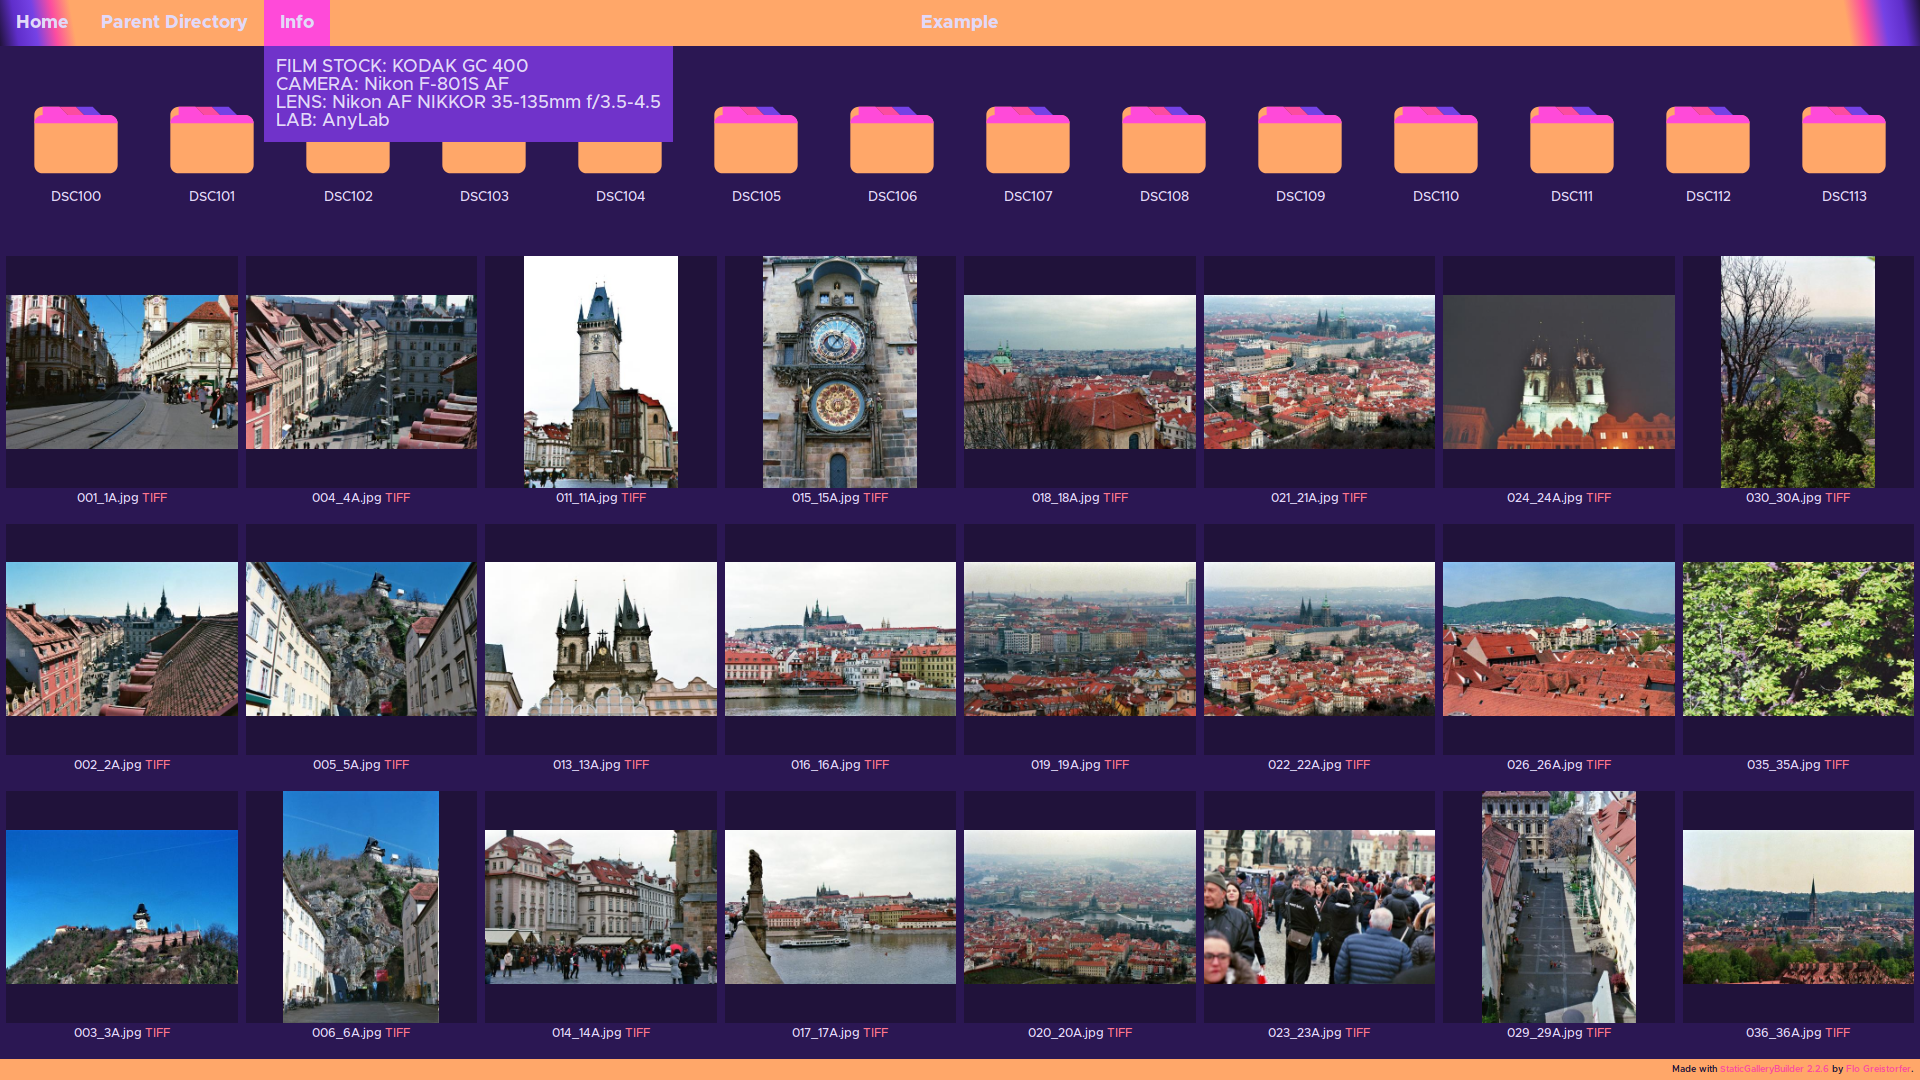 Home Parent Directory Info Example
FILM STOCK: KODAK GC 400
CAMERA: Nikon F-801S AF
LENS: Nikon AF NIKKOR 35-135mm f/3.5-4.5
LAB: AnyLab
DSC100 DSC101 DSC102 DSC103 DSC104 DSC105 DSC106 DSC107 DSC108 DSC109 DSC110 DSC111 DSC112 DSC113
001_1A.jpg TIFF 004_4A.jpg TIFF 011_11A.jpg TIFF 015_15A.jpg TIFF 018_18A.jpg TIFF 021_21A.jpg TIFF 024_24A.jpg TIFF 030_30A.jpg TIFF
002_2A.jpg TIFF 005_5A.jpg TIFF 013_13A.jpg TIFF 016_16A.jpg TIFF 019_19A.jpg TIFF 022_22A.jpg TIFF 026_26A.jpg TIFF 035_35A.jpg TIFF
003_3A.jpg TIFF 006_6A.jpg TIFF 014_14A.jpg TIFF 017_17A.jpg TIFF 020_20A.jpg TIFF 023_23A.jpg TIFF 029_29A.jpg TIFF 036_36A.jpg TIFF
Made with StaticGalleryBuilder 2.2.6 by Flo Greistorfer.